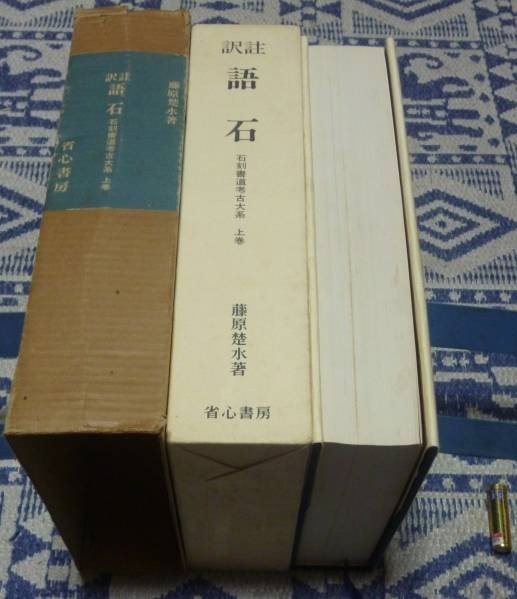 訳註
語石
石刻書道考古大系 上巻
藤原楚水著
省心書房
訳註
語石
石刻書道考古大系 上巻
藤原楚水著
省心書房